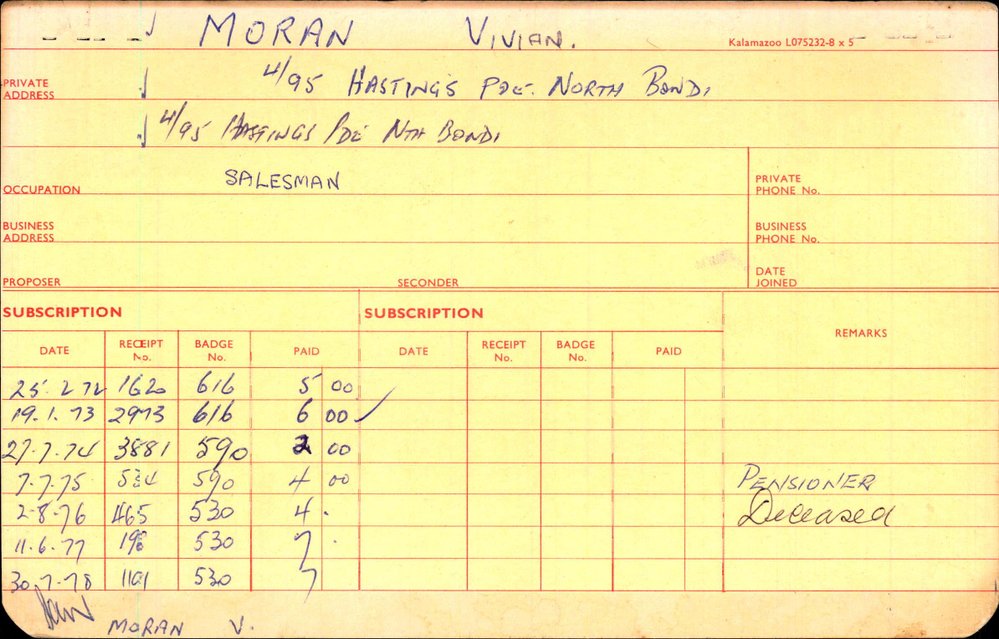 MORAN VIVIAN.
Kalamazoo L075232-8 x 5
PRIVATE ADDRESS 4/95 HASTINGS PDE. NORTH BONDI
4/95 HASTINGS PDE NTH BONDI
OCCUPATION SALESMAN
PRIVATE PHONE No.
BUSINESS ADDRESS
BUSINESS PHONE No.
PROPOSER SECONDER
DATE JOINED
SUBSCRIPTION SUBSCRIPTION
REMARKS
DATE RECEIPT No. BADGE No. PAID DATE RECEIPT No. BADGE No. PAID
25.2.72 1620 616 5 00
19.1.73 2973 616 6 00 ✓
27.7.74 3881 590 2 00
7.7.75 590 4 00 PENSIONER
2-8-76 465 530 4. Deceased
11.6.77 530 7.
30.7.78 1101 530 7
MORAN V.